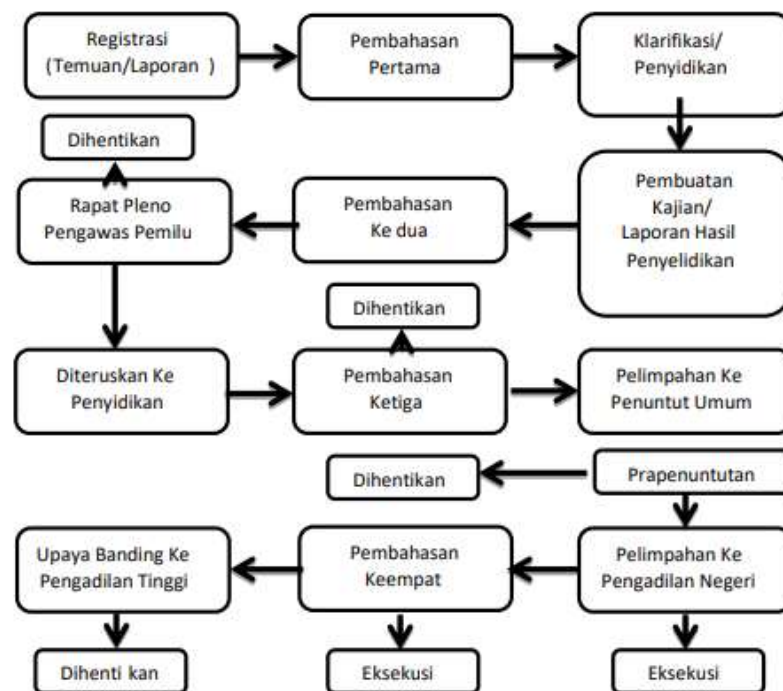 Registrasi
(Temuan/Laporan )
Pembahasan
Pertama
Klarifikasi/
Penyidikan
Dihentikan
Rapat Pleno
Pengawas Pemilu
Pembahasan
Ke dua
Pembuatan
Kajian/
Laporan Hasil
Penyelidikan
Dihentikan
Diteruskan Ke
Penyidikan
Pembahasan
Ketiga
Pelimpahan Ke
Penuntut Umum
Dihentikan
Prapenuntutan
Upaya Banding Ke
Pengadilan Tinggi
Pembahasan
Keempat
Pelimpahan Ke
Pengadilan Negeri
Dihenti kan
Eksekusi
Eksekusi